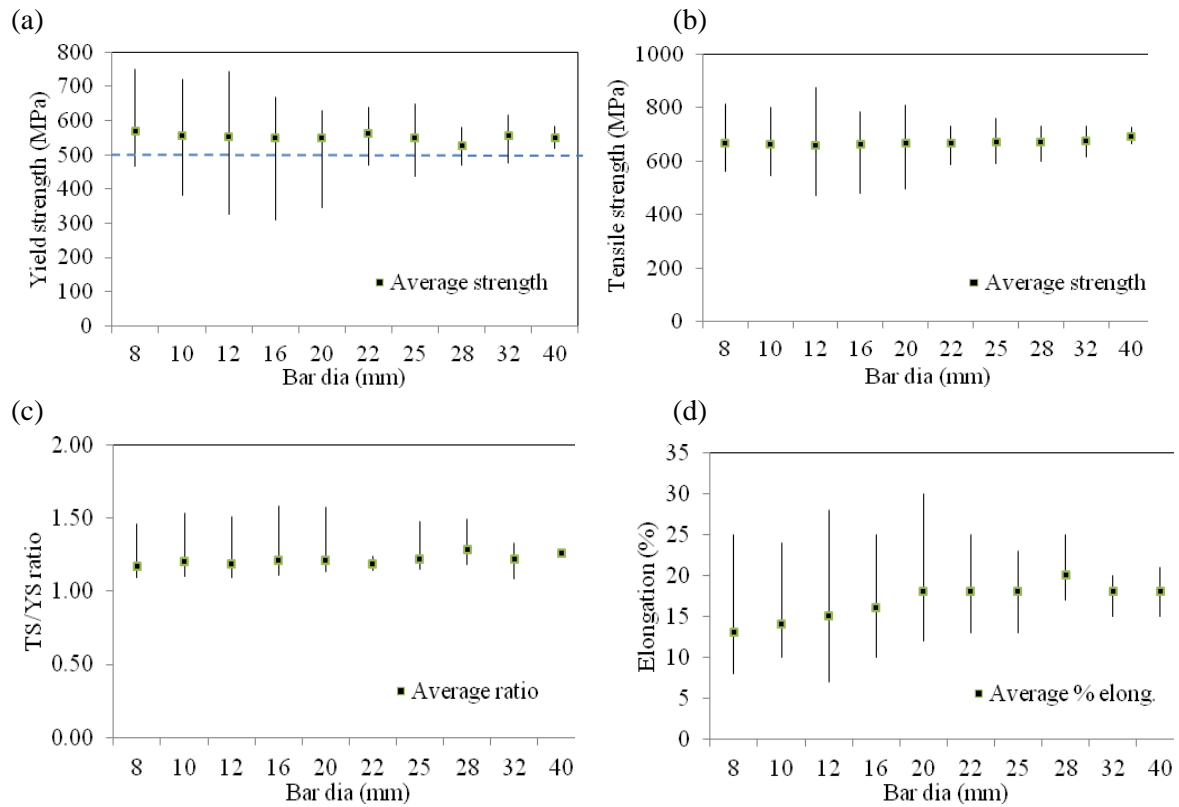 (a)
800
700
600
500
400
300
200
100
0
Yield strength (MPa)
Average strength
8 10 12 16 20 22 25 28 32 40
Bar dia (mm)
(b)
1000
800
600
400
200
0
Tensile strength (MPa)
Average strength
8 10 12 16 20 22 25 28 32 40
Bar dia (mm)
(c)
2.00
1.50
1.00
0.50
0.00
TS/YS ratio
Average ratio
8 10 12 16 20 22 25 28 32 40
Bar dia (mm)
(d)
35
30
25
20
15
10
5
0
Elongation (%)
Average % elong.
8 10 12 16 20 22 25 28 32 40
Bar dia (mm)